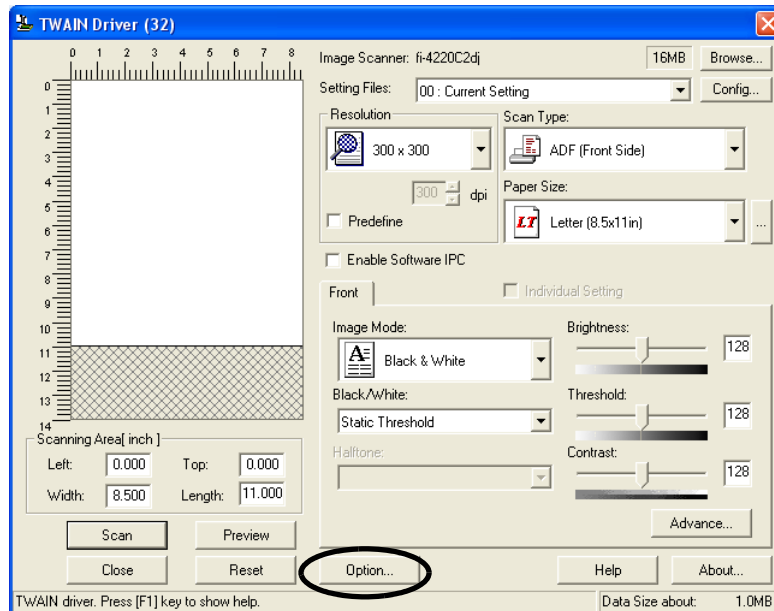 TWAIN Driver (32)
0 1 2 3 4 5 6 7 8
0
1
2
3
4
5
6
7
8
9
10
11
12
13
14
Image Scanner: fi-4220C2dj 16MB Browse...
Setting Files: 00 : Current Setting Config...
Resolution
300 x 300
300 dpi
Predefine
Scan Type:
ADF (Front Side)
Paper Size:
LT Letter (8.5x11in) ...
Enable Software IPC
Front Individual Setting
Image Mode:
A Black & White
Black/White:
Static Threshold
Halftone:
Brightness:
128
Threshold:
128
Contrast:
128
Advance...
Scanning Area[ inch ]
Left: 0.000 Top: 0.000
Width: 8.500 Length: 11.000
Scan Preview
Close Reset Option... Help About...
TWAIN driver. Press [F1] key to show help. Data Size about: 1.0MB